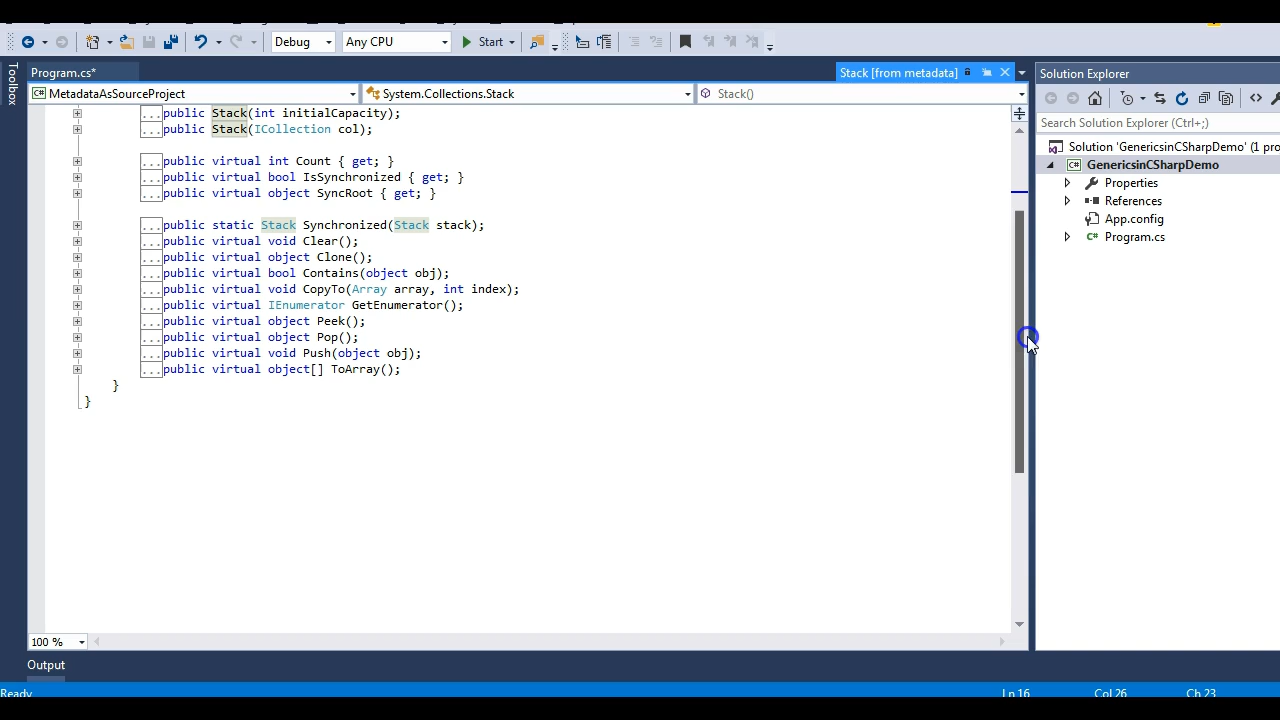 Debug
Any CPU
Start
Toolbox
Program.cs*
Stack [from metadata]
C# MetadataAsSourceProject
System.Collections.Stack
Stack()
...public Stack(int initialCapacity);
...public Stack(ICollection col);
...public virtual int Count { get; }
...public virtual bool IsSynchronized { get; }
...public virtual object SyncRoot { get; }
...public static Stack Synchronized(Stack stack);
...public virtual void Clear();
...public virtual object Clone();
...public virtual bool Contains(object obj);
...public virtual void CopyTo(Array array, int index);
...public virtual IEnumerator GetEnumerator();
...public virtual object Peek();
...public virtual object Pop();
...public virtual void Push(object obj);
...public virtual object[] ToArray();
}
}
100 %
Solution Explorer
Search Solution Explorer (Ctrl+;)
Solution 'GenericsinCSharpDemo' (1 pro
C# GenericsinCSharpDemo
Properties
References
App.config
C# Program.cs
Output
Ready
Ln 16
Col 26
Ch 23